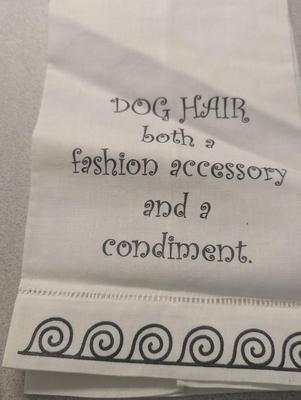 DOG HAIR
both a
fashion accessory
and a
condiment.